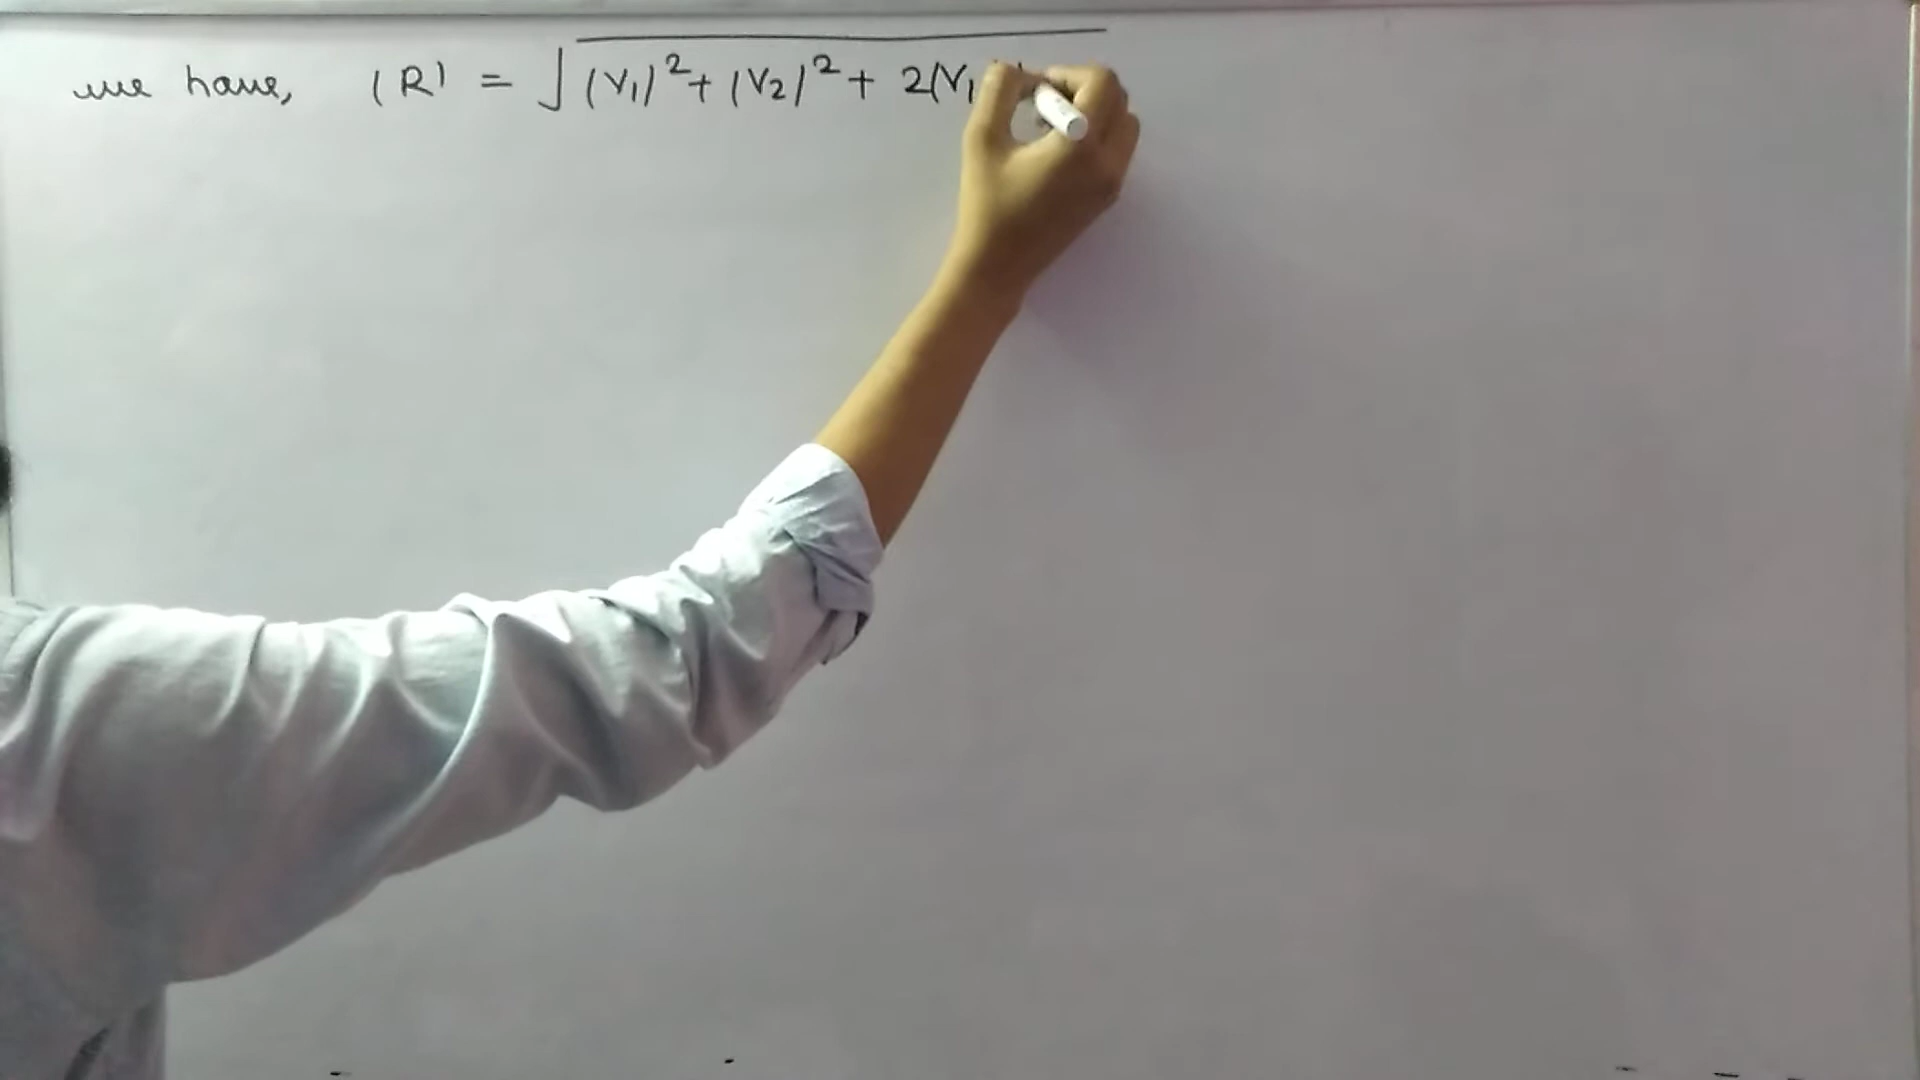 we have, |R| = √|V₁|² + |V₂|² + 2|V₁